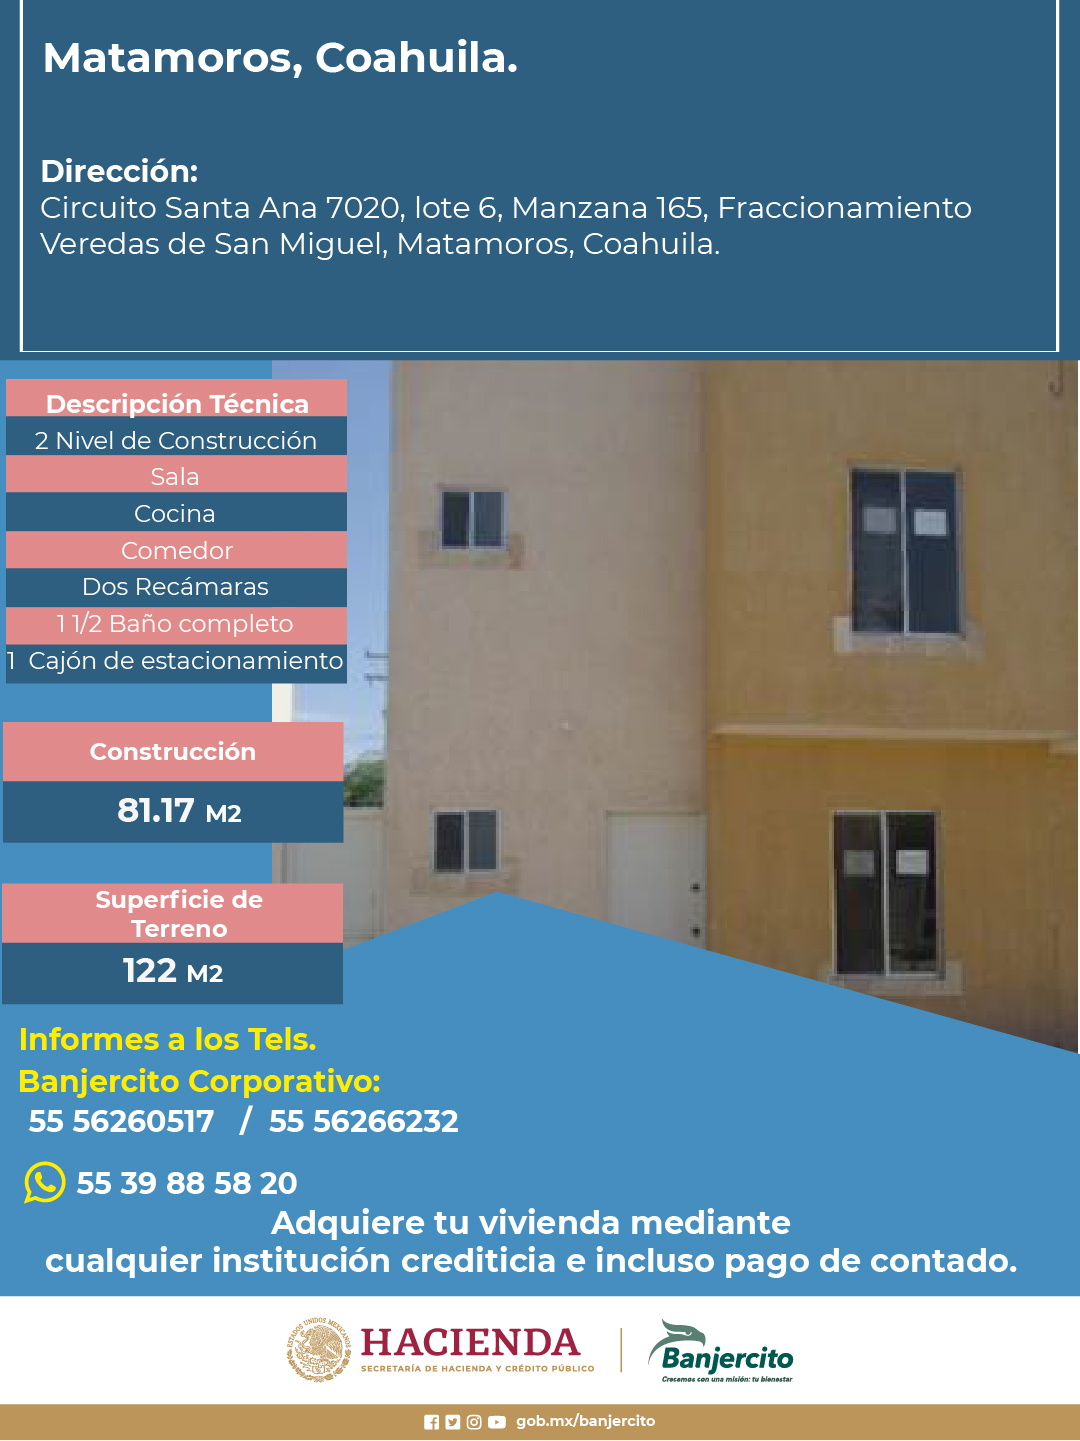 Matamoros, Coahuila.
Dirección:
Circuito Santa Ana 7020, lote 6, Manzana 165, Fraccionamiento
Veredas de San Miguel, Matamoros, Coahuila.
Descripción Técnica
2 Nivel de Construcción
Sala
Cocina
Comedor
Dos Recámaras
1 1/2 Baño completo
1 Cajón de estacionamiento
Construcción
81.17 M2
Superficie de
Terreno
122 M2
Informes a los Tels.
Banjercito Corporativo:
55 56260517 / 55 56266232
55 39 88 58 20
Adquiere tu vivienda mediante
cualquier institución crediticia e incluso pago de contado.
ESTADOS UNIDOS MEXICANOS
HACIENDA
SECRETARÍA DE HACIENDA Y CRÉDITO PÚBLICO
Banjercito
Crecemos con una misión: tu bienestar
gob.mx/banjercito